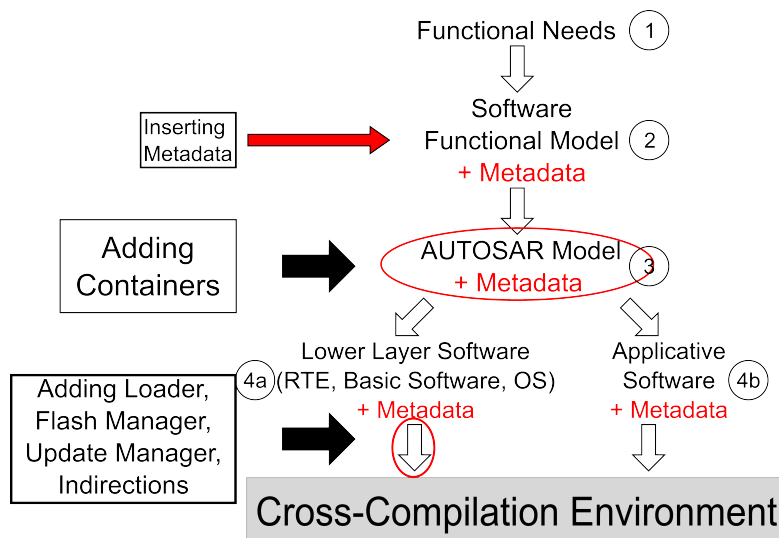 Functional Needs 1
Software
Functional Model 2
+ Metadata
Inserting
Metadata
AUTOSAR Model 3
+ Metadata
Adding
Containers
Lower Layer Software
4a (RTE, Basic Software, OS)
+ Metadata
Applicative
Software 4b
+ Metadata
Adding Loader,
Flash Manager,
Update Manager,
Indirections
Cross-Compilation Environment